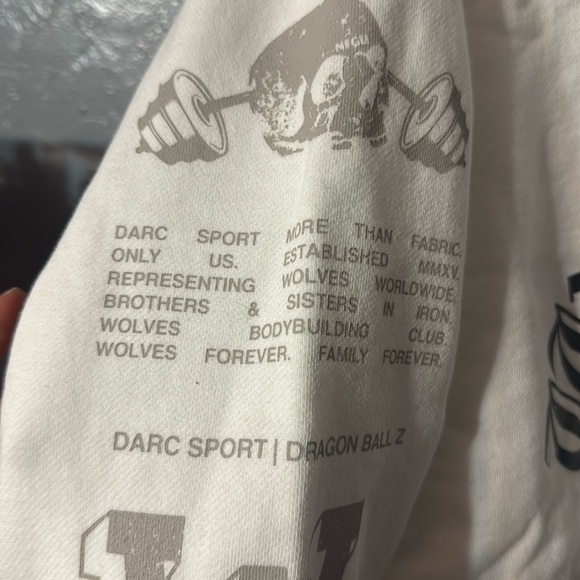 NFGU
DARC SPORT MORE THAN FABRIC.
ONLY US. ESTABLISHED MMXV.
REPRESENTING WOLVES WORLDWIDE.
BROTHERS & SISTERS IN IRON.
WOLVES BODYBUILDING CLUB.
WOLVES FOREVER. FAMILY FOREVER.
DARC SPORT | DRAGON BALL Z